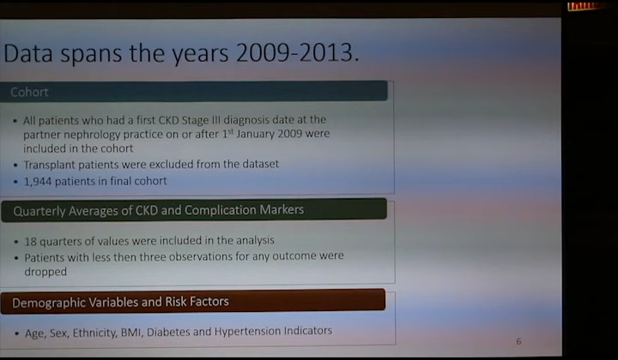 Data spans the years 2009-2013.
Cohort
• All patients who had a first CKD Stage III diagnosis date at the
partner nephrology practice on or after 1st January 2009 were
included in the cohort
• Transplant patients were excluded from the dataset
• 1,944 patients in final cohort
Quarterly Averages of CKD and Complication Markers
• 18 quarters of values were included in the analysis
• Patients with less then three observations for any outcome were
dropped
Demographic Variables and Risk Factors
• Age, Sex, Ethnicity, BMI, Diabetes and Hypertension Indicators
6